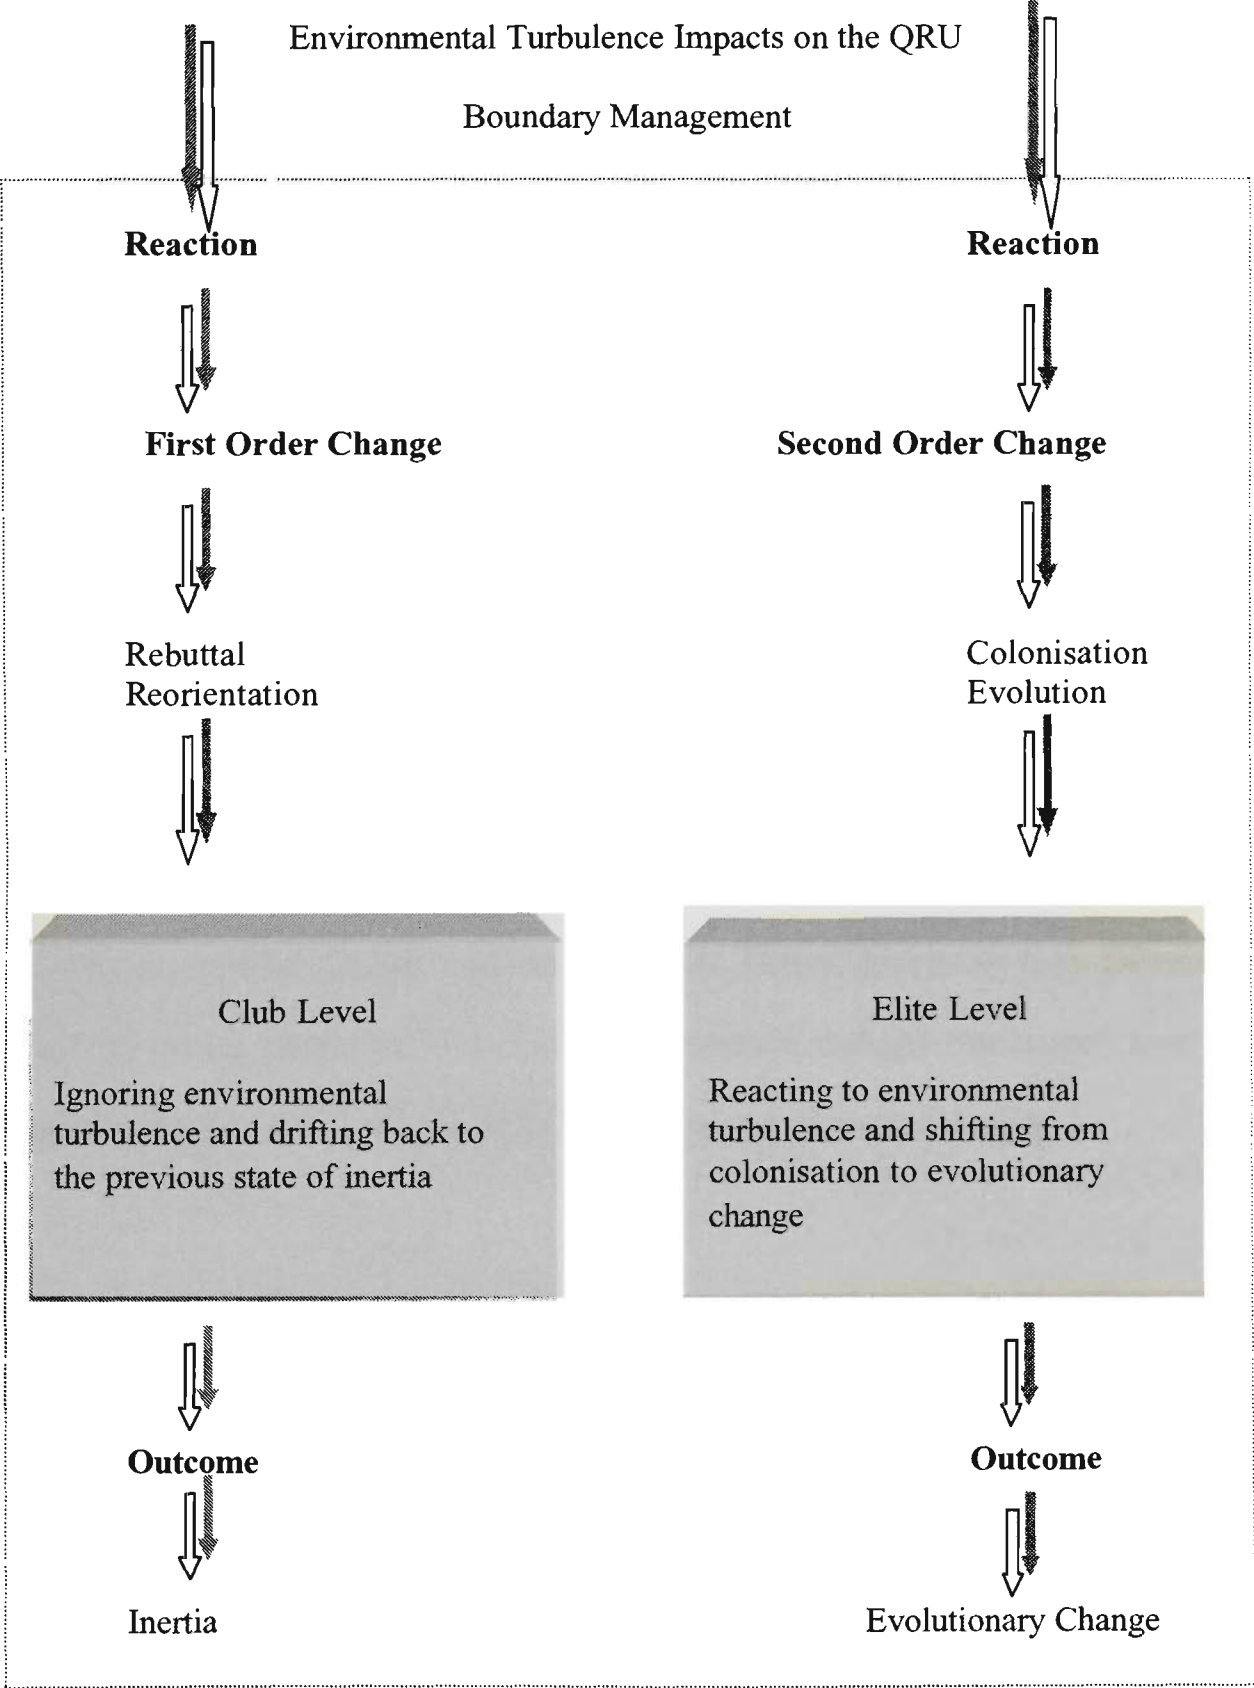 Environmental Turbulence Impacts on the QRU
Boundary Management
Reaction
Reaction
First Order Change
Second Order Change
Rebuttal
Reorientation
Colonisation
Evolution
Club Level
Ignoring environmental
turbulence and drifting back to
the previous state of inertia
Elite Level
Reacting to environmental
turbulence and shifting from
colonisation to evolutionary
change
Outcome
Outcome
Inertia
Evolutionary Change